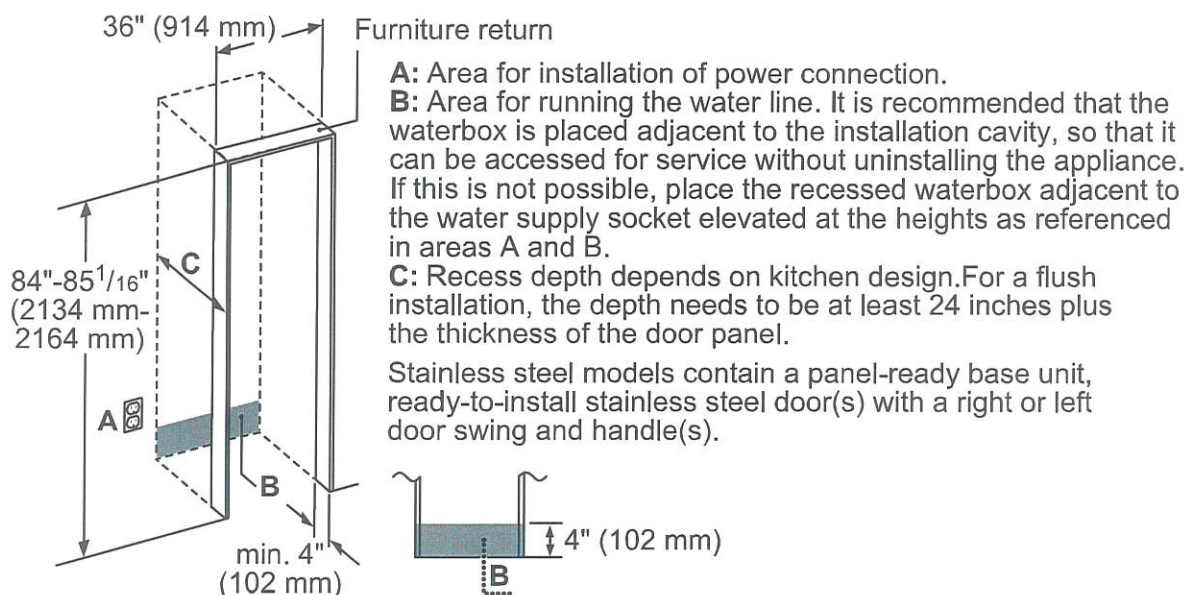 36" (914 mm)
Furniture return
A: Area for installation of power connection.
B: Area for running the water line. It is recommended that the
waterbox is placed adjacent to the installation cavity, so that it
can be accessed for service without uninstalling the appliance.
If this is not possible, place the recessed waterbox adjacent to
the water supply socket elevated at the heights as referenced
in areas A and B.
C: Recess depth depends on kitchen design.For a flush
installation, the depth needs to be at least 24 inches plus
the thickness of the door panel.
Stainless steel models contain a panel-ready base unit,
ready-to-install stainless steel door(s) with a right or left
door swing and handle(s).
C
84"-85 1/16"
(2134 mm-
2164 mm)
A
B
min. 4"
(102 mm)
4" (102 mm)
B